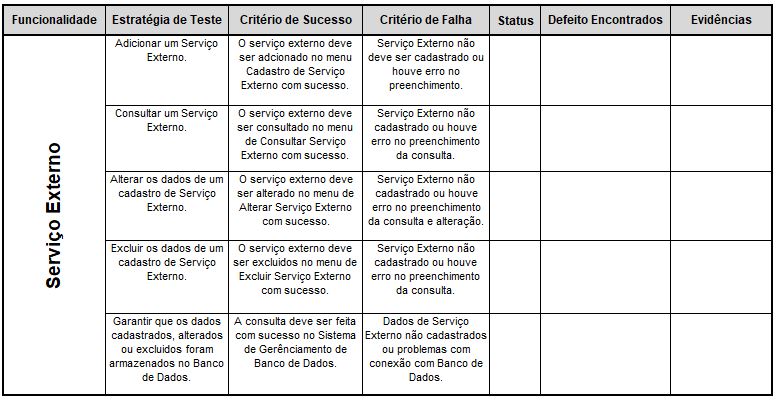 Funcionalidade Estratégia de Teste Critério de Sucesso Critério de Falha Status Defeito Encontrados Evidências
Serviço Externo
Adicionar um Serviço
Externo.
O serviço externo deve
ser adcionado no menu
Cadastro de Serviço
Externo com sucesso.
Serviço Externo não
deve ser cadastrado ou
houve erro no
preenchimento.
Consultar um Serviço
Externo.
O serviço externo deve
ser consultado no menu
de Consultar Serviço
Externo com sucesso.
Serviço Externo não
cadastrado ou houve
erro no preenchimento
da consulta.
Alterar os dados de um
cadastro de Serviço
Externo.
O serviço externo deve
ser alterado no menu de
Alterar Serviço Externo
com sucesso.
Serviço Externo não
cadastrado ou houve
erro no preenchimento
da consulta e alteração.
Excluir os dados de um
cadastro de Serviço
Externo.
O serviço externo deve
ser excluidos no menu de
Excluir Serviço Externo
com sucesso.
Serviço Externo não
cadastrado ou houve
erro no preenchimento
da consulta.
Garantir que os dados
cadastrados, alterados
ou excluidos foram
armazenados no Banco
de Dados.
A consulta deve ser feita
com sucesso no Sistema
de Gerênciamento de
Banco de Dados.
Dados de Serviço
Externo não cadastrados
ou problemas com
conexão com Banco de
Dados.